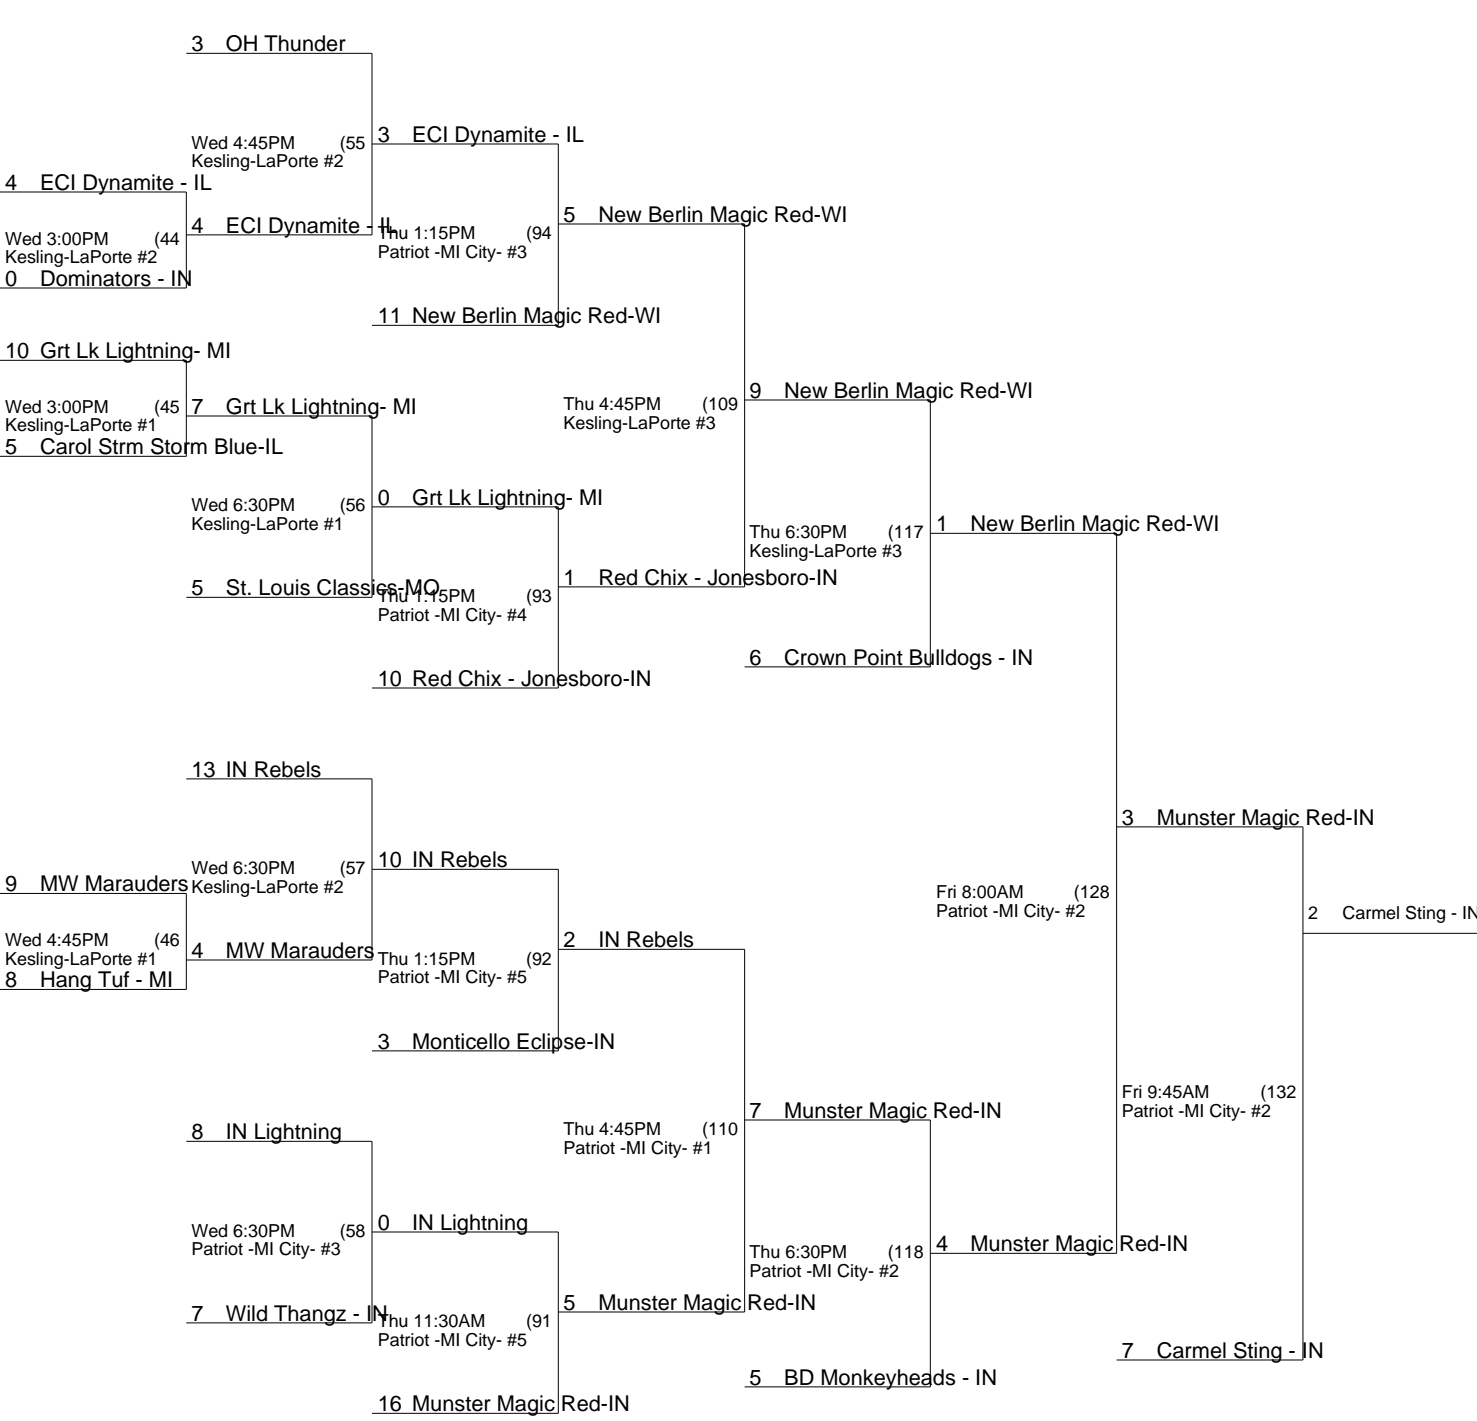 3 OH Thunder
Wed 4:45PM (55
Kesling-LaPorte #2
3 ECI Dynamite - IL
4 ECI Dynamite - IL
Wed 3:00PM (44
Kesling-LaPorte #2
4 ECI Dynamite - IL
0 Dominators - IN
Thu 1:15PM (94
Patriot -MI City- #3
5 New Berlin Magic Red-WI
11 New Berlin Magic Red-WI
10 Grt Lk Lightning- MI
Wed 3:00PM (45
Kesling-LaPorte #1
7 Grt Lk Lightning- MI
5 Carol Strm Storm Blue-IL
Thu 4:45PM (109
Kesling-LaPorte #3
9 New Berlin Magic Red-WI
Wed 6:30PM (56
Kesling-LaPorte #1
0 Grt Lk Lightning- MI
Thu 6:30PM (117
Kesling-LaPorte #3
1 New Berlin Magic Red-WI
5 St. Louis Classics-MO
Thu 1:15PM (93
Patriot -MI City- #4
1 Red Chix - Jonesboro-IN
6 Crown Point Bulldogs - IN
10 Red Chix - Jonesboro-IN
13 IN Rebels
3 Munster Magic Red-IN
Wed 6:30PM (57
Kesling-LaPorte #2
10 IN Rebels
9 MW Marauders
Fri 8:00AM (128
Patriot -MI City- #2
2 Carmel Sting - IN
Wed 4:45PM (46
Kesling-LaPorte #1
4 MW Marauders
8 Hang Tuf - MI
Thu 1:15PM (92
Patriot -MI City- #5
2 IN Rebels
3 Monticello Eclipse-IN
Fri 9:45AM (132
Patriot -MI City- #2
7 Munster Magic Red-IN
8 IN Lightning
Thu 4:45PM (110
Patriot -MI City- #1
Wed 6:30PM (58
Patriot -MI City- #3
0 IN Lightning
Thu 6:30PM (118
Patriot -MI City- #2
4 Munster Magic Red-IN
7 Wild Thangz - IN
Thu 11:30AM (91
Patriot -MI City- #5
5 Munster Magic Red-IN
7 Carmel Sting - IN
5 BD Monkeyheads - IN
16 Munster Magic Red-IN